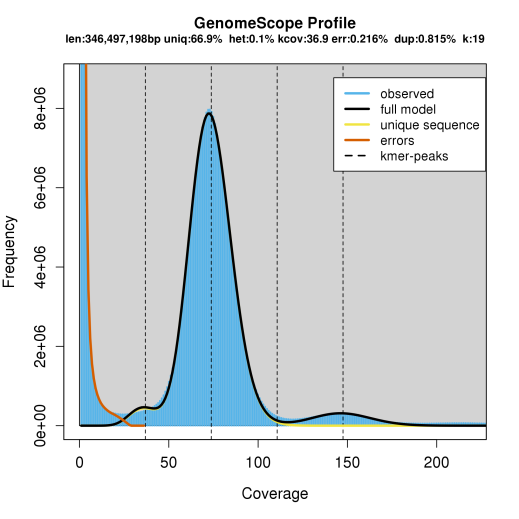 GenomeScope Profile
len:346,497,198bp uniq:66.9% het:0.1% kcov:36.9 err:0.216% dup:0.815% k:19
observed
full model
unique sequence
errors
kmer-peaks
Frequency
8e+06
6e+06
4e+06
2e+06
0e+00
0 50 100 150 200
Coverage